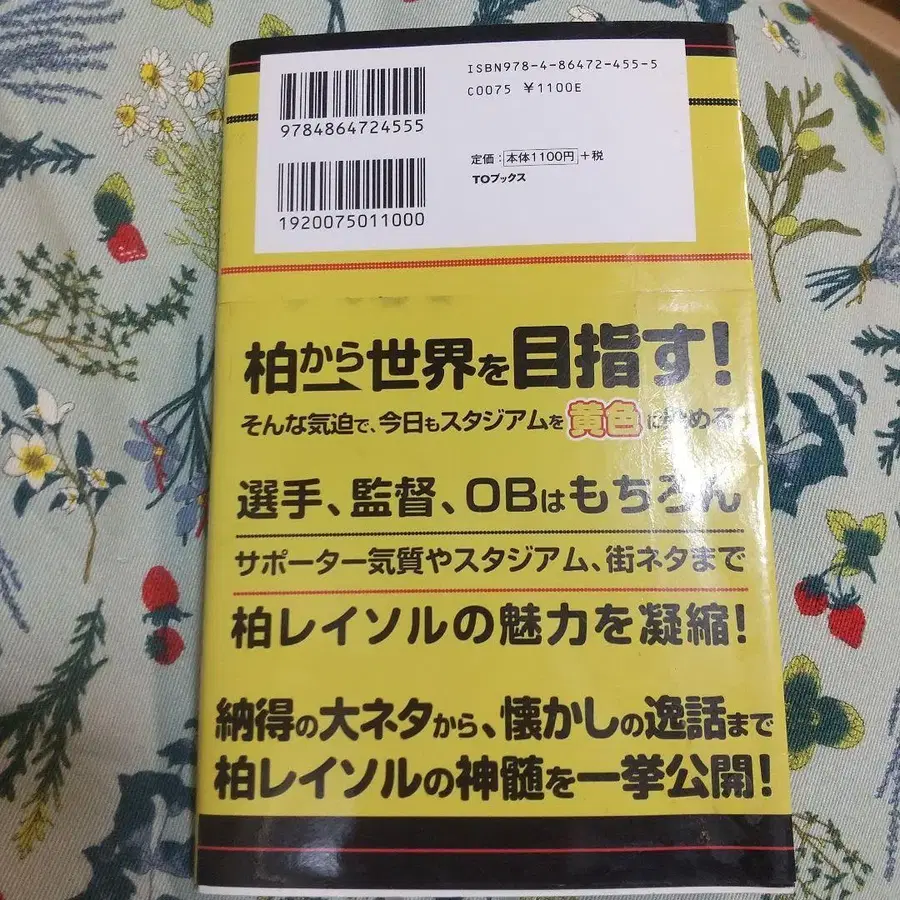 ISBN978-4-86472-455-5
C0075 ¥1100E
9784864724555
定価：本体1100円+税
TOブックス
1920075011000
柏から世界を目指す！
そんな気迫で、今日もスタジアムを黄色に染める
選手、監督、OBはもちろん
サポーター気質やスタジアム、街ネタまで
柏レイソルの魅力を凝縮！
納得の大ネタから、懐かしの逸話まで
柏レイソルの神髄を一挙公開！